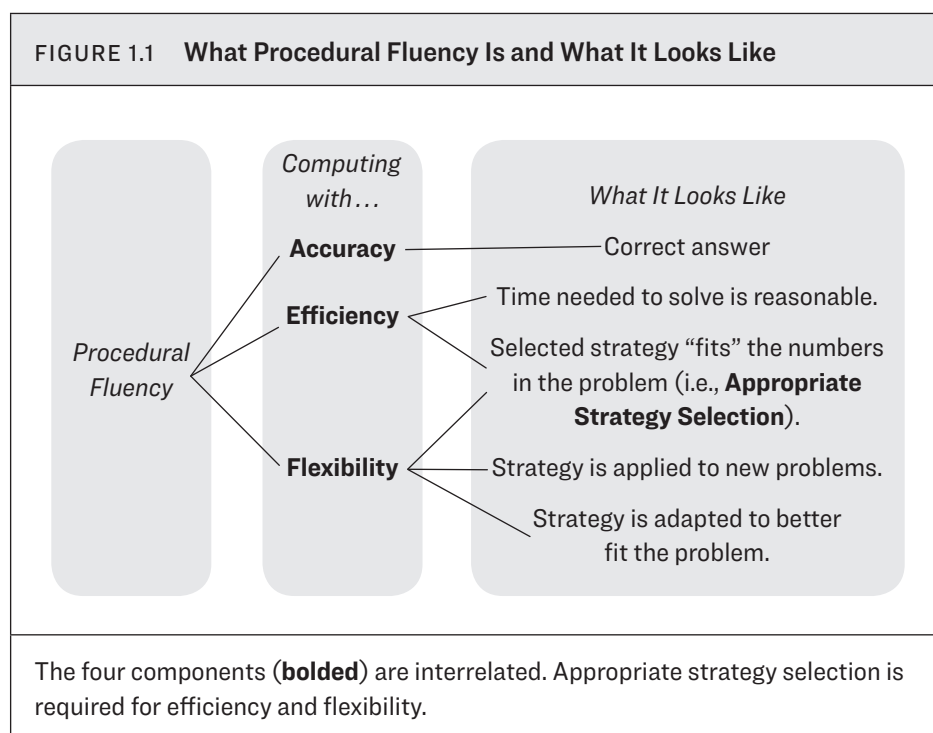 FIGURE 1.1 What Procedural Fluency Is and What It Looks Like
Procedural
Fluency
Computing
with…
Accuracy
Efficiency
Flexibility
What It Looks Like
Correct answer
Time needed to solve is reasonable.
Selected strategy “fits” the numbers
in the problem (i.e., Appropriate
Strategy Selection).
Strategy is applied to new problems.
Strategy is adapted to better
fit the problem.
The four components (bolded) are interrelated. Appropriate strategy selection is
required for efficiency and flexibility.